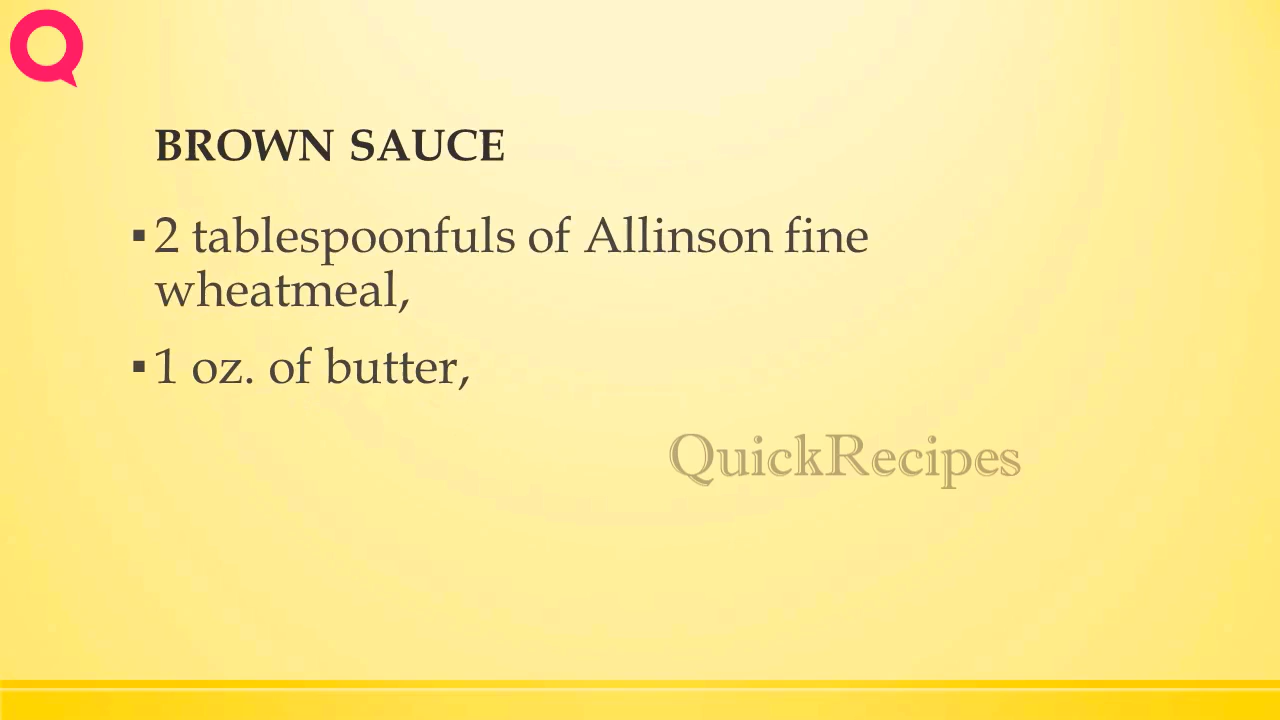 BROWN SAUCE
▪ 2 tablespoonfuls of Allinson fine
wheatmeal,
▪ 1 oz. of butter,
QuickRecipes